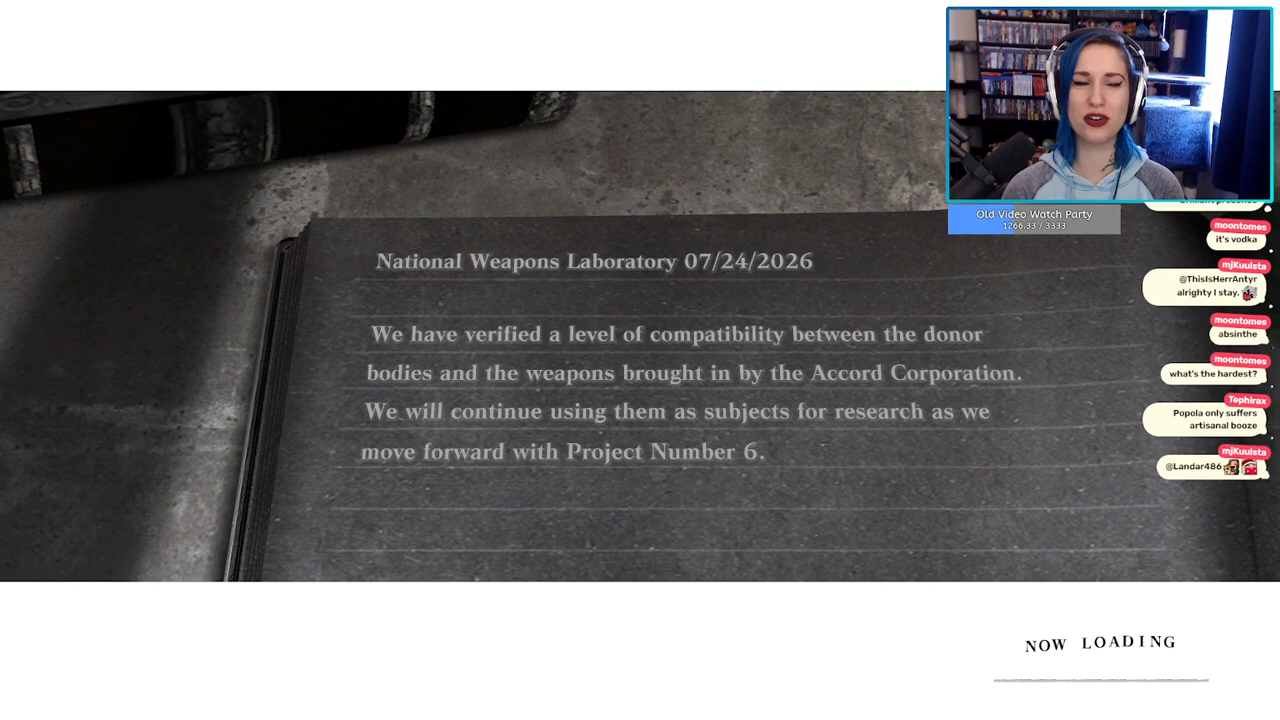 National Weapons Laboratory 07/24/2026
We have verified a level of compatibility between the donor
bodies and the weapons brought in by the Accord Corporation.
We will continue using them as subjects for research as we
move forward with Project Number 6.
Old Video Watch Party
1266.33 / 3333
moontomes
it's vodka
mjKuulsta
@ThisIsHerrAntyr
alrighty I stay.
moontomes
absinthe
moontomes
what's the hardest?
Tephirax
Popola only suffers
artisanal booze
mjKuulsta
@Landar486
NOW LOADING